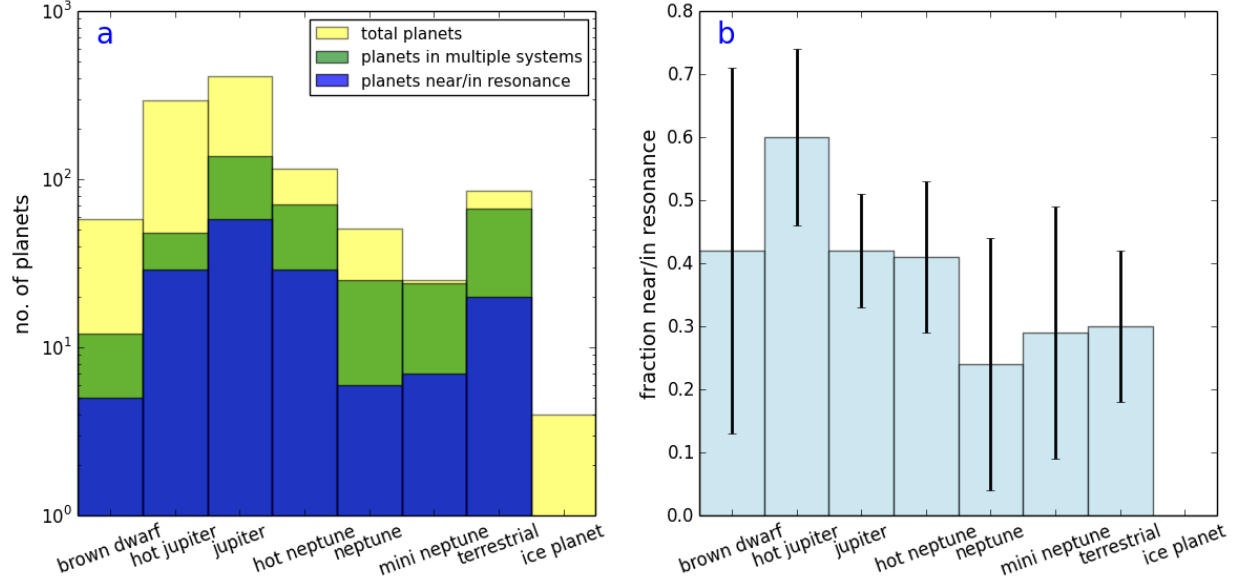 a
total planets
planets in multiple systems
planets near/in resonance
10³
10²
10¹
10⁰
no. of planets
brown dwarf
hot jupiter
jupiter
hot neptune
neptune
mini neptune
terrestrial
ice planet
b
0.8
0.7
0.6
0.5
0.4
0.3
0.2
0.1
0.0
fraction near/in resonance
brown dwarf
hot jupiter
jupiter
hot neptune
neptune
mini neptune
terrestrial
ice planet